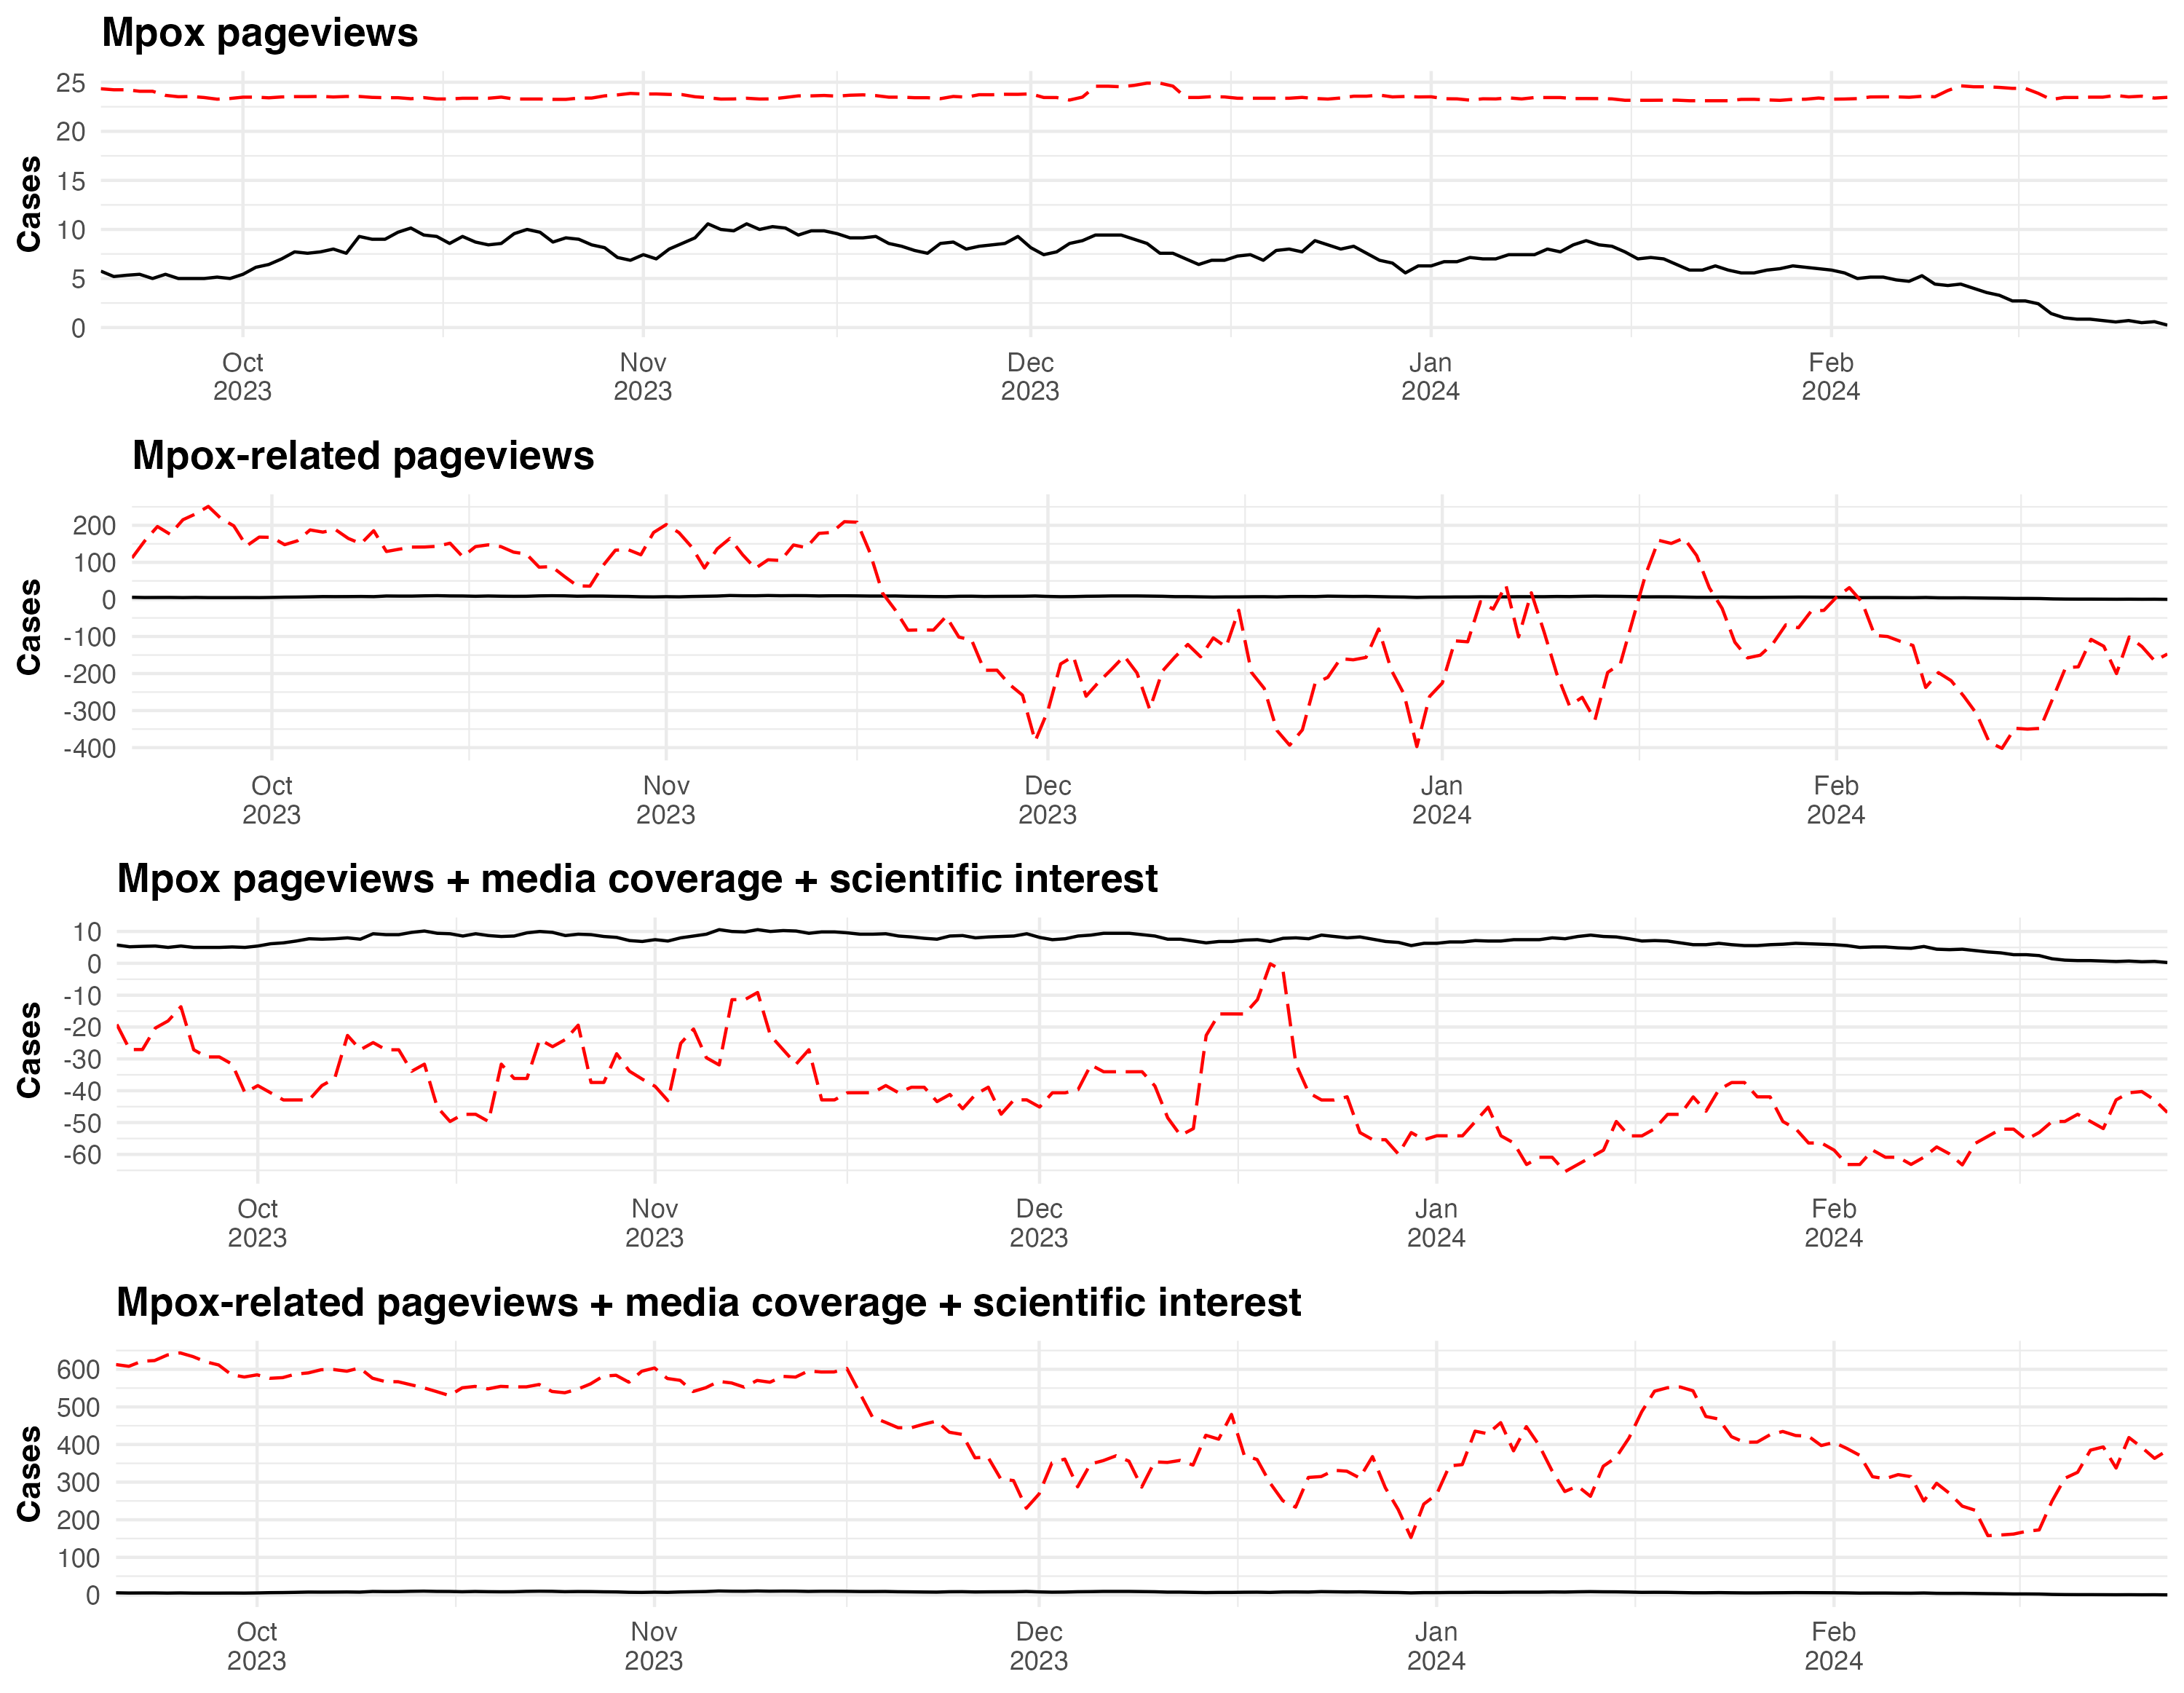 Mpox pageviews
Cases
25
20
15
10
5
0
Oct Nov Dec Jan Feb
2023 2023 2023 2024 2024
Mpox-related pageviews
Cases
200
100
0
-100
-200
-300
-400
Oct Nov Dec Jan Feb
2023 2023 2023 2024 2024
Mpox pageviews + media coverage + scientific interest
Cases
10
0
-10
-20
-30
-40
-50
-60
Oct Nov Dec Jan Feb
2023 2023 2023 2024 2024
Mpox-related pageviews + media coverage + scientific interest
Cases
600
500
400
300
200
100
0
Oct Nov Dec Jan Feb
2023 2023 2023 2024 2024